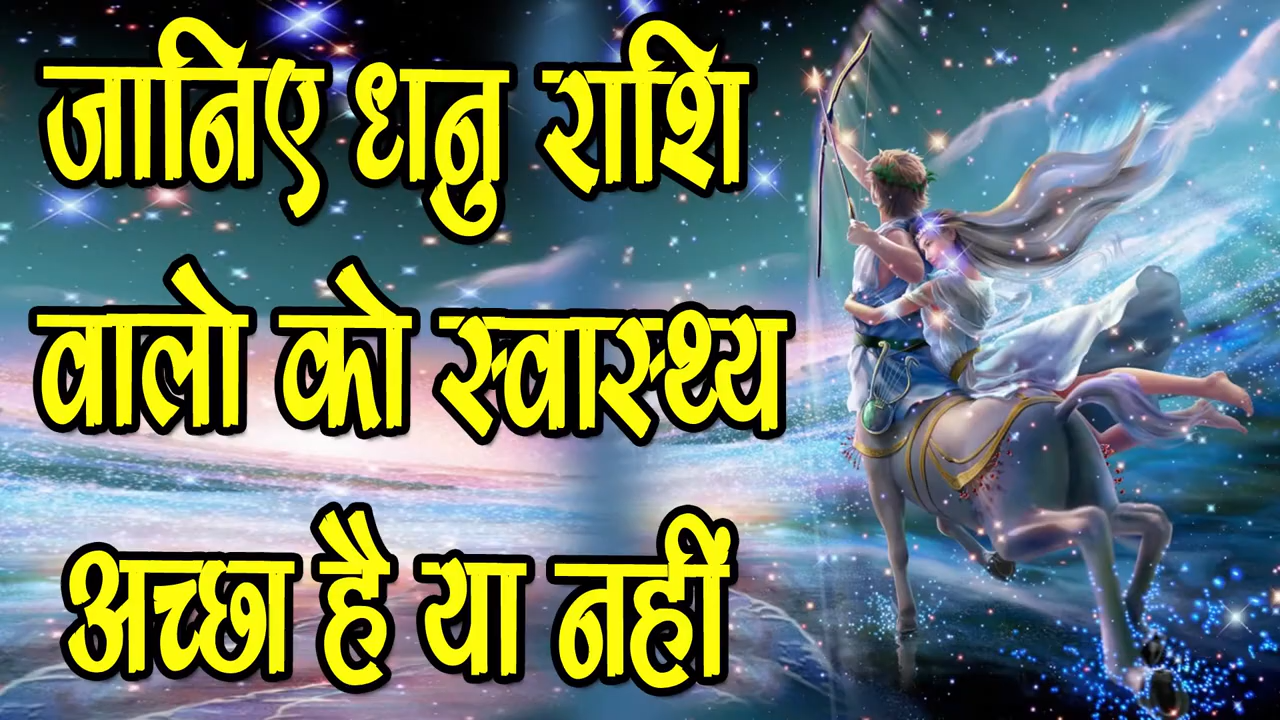 जानिए धनु राशि
वालो को स्वास्थ्य
अच्छा है या नहीं